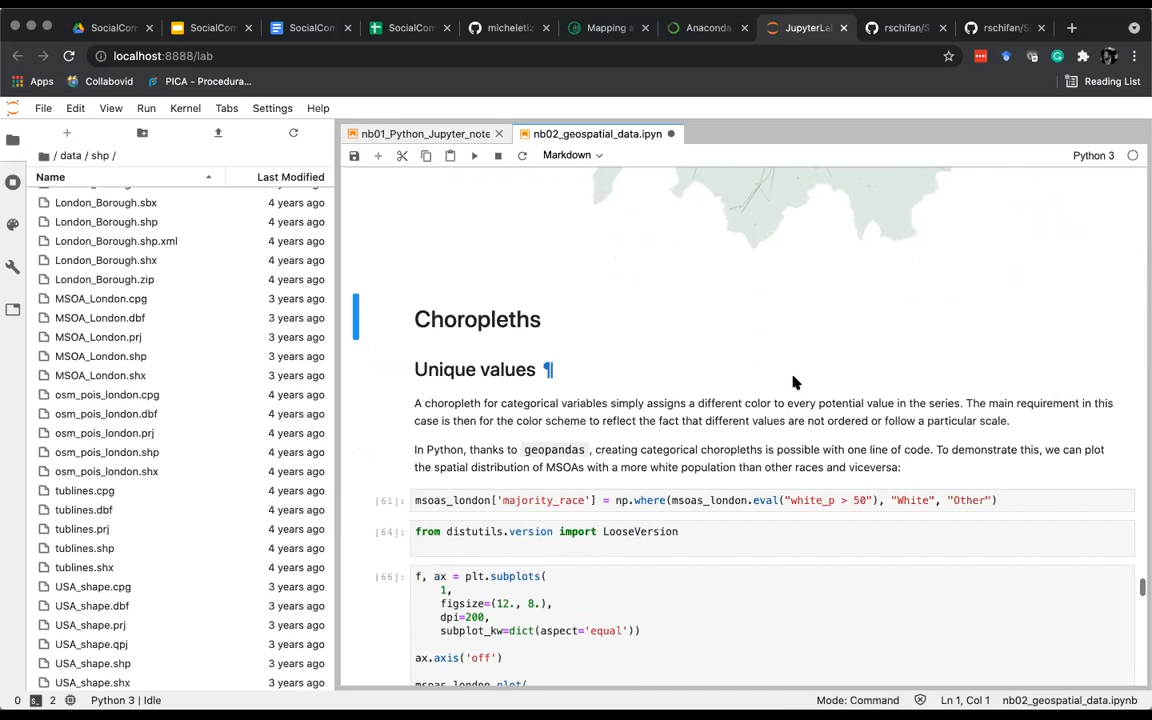 SocialCom
SocialCom
SocialCom
SocialCom
micheletiz
Mapping a
Anaconda
JupyterLa
rschifan/S
rschifan/S
localhost:8888/lab
Apps
Collabovid
PICA - Procedura...
Reading List
File
Edit
View
Run
Kernel
Tabs
Settings
Help
/ data / shp /
Name
Last Modified
London_Borough.sbx 4 years ago
London_Borough.shp 4 years ago
London_Borough.shp.xml 4 years ago
London_Borough.shx 4 years ago
London_Borough.zip 4 years ago
MSOA_London.cpg 3 years ago
MSOA_London.dbf 3 years ago
MSOA_London.prj 3 years ago
MSOA_London.shp 3 years ago
MSOA_London.shx 3 years ago
osm_pois_london.cpg 4 years ago
osm_pois_london.dbf 4 years ago
osm_pois_london.prj 4 years ago
osm_pois_london.shp 4 years ago
osm_pois_london.shx 4 years ago
tublines.cpg 4 years ago
tublines.dbf 4 years ago
tublines.prj 4 years ago
tublines.shp 4 years ago
tublines.shx 4 years ago
USA_shape.cpg 3 years ago
USA_shape.dbf 3 years ago
USA_shape.prj 3 years ago
USA_shape.qpj 3 years ago
USA_shape.shp 3 years ago
USA_shape.shx 3 years ago
nb01_Python_Jupyter_note
nb02_geospatial_data.ipyn
Markdown
Python 3
Choropleths
Unique values ¶
A choropleth for categorical variables simply assigns a different color to every potential value in the series. The main requirement in this
case is then for the color scheme to reflect the fact that different values are not ordered or follow a particular scale.
In Python, thanks to geopandas , creating categorical choropleths is possible with one line of code. To demonstrate this, we can plot
the spatial distribution of MSOAs with a more white population than other races and viceversa:
[61]: msoas_london['majority_race'] = np.where(msoas_london.eval("white_p > 50"), "White", "Other")
[64]: from distutils.version import LooseVersion
[66]: f, ax = plt.subplots(
1,
figsize=(12., 8.),
dpi=200,
subplot_kw=dict(aspect='equal'))
ax.axis('off')
msoas_london.plot(
0
2
Python 3 | Idle
Mode: Command
Ln 1, Col 1
nb02_geospatial_data.ipynb